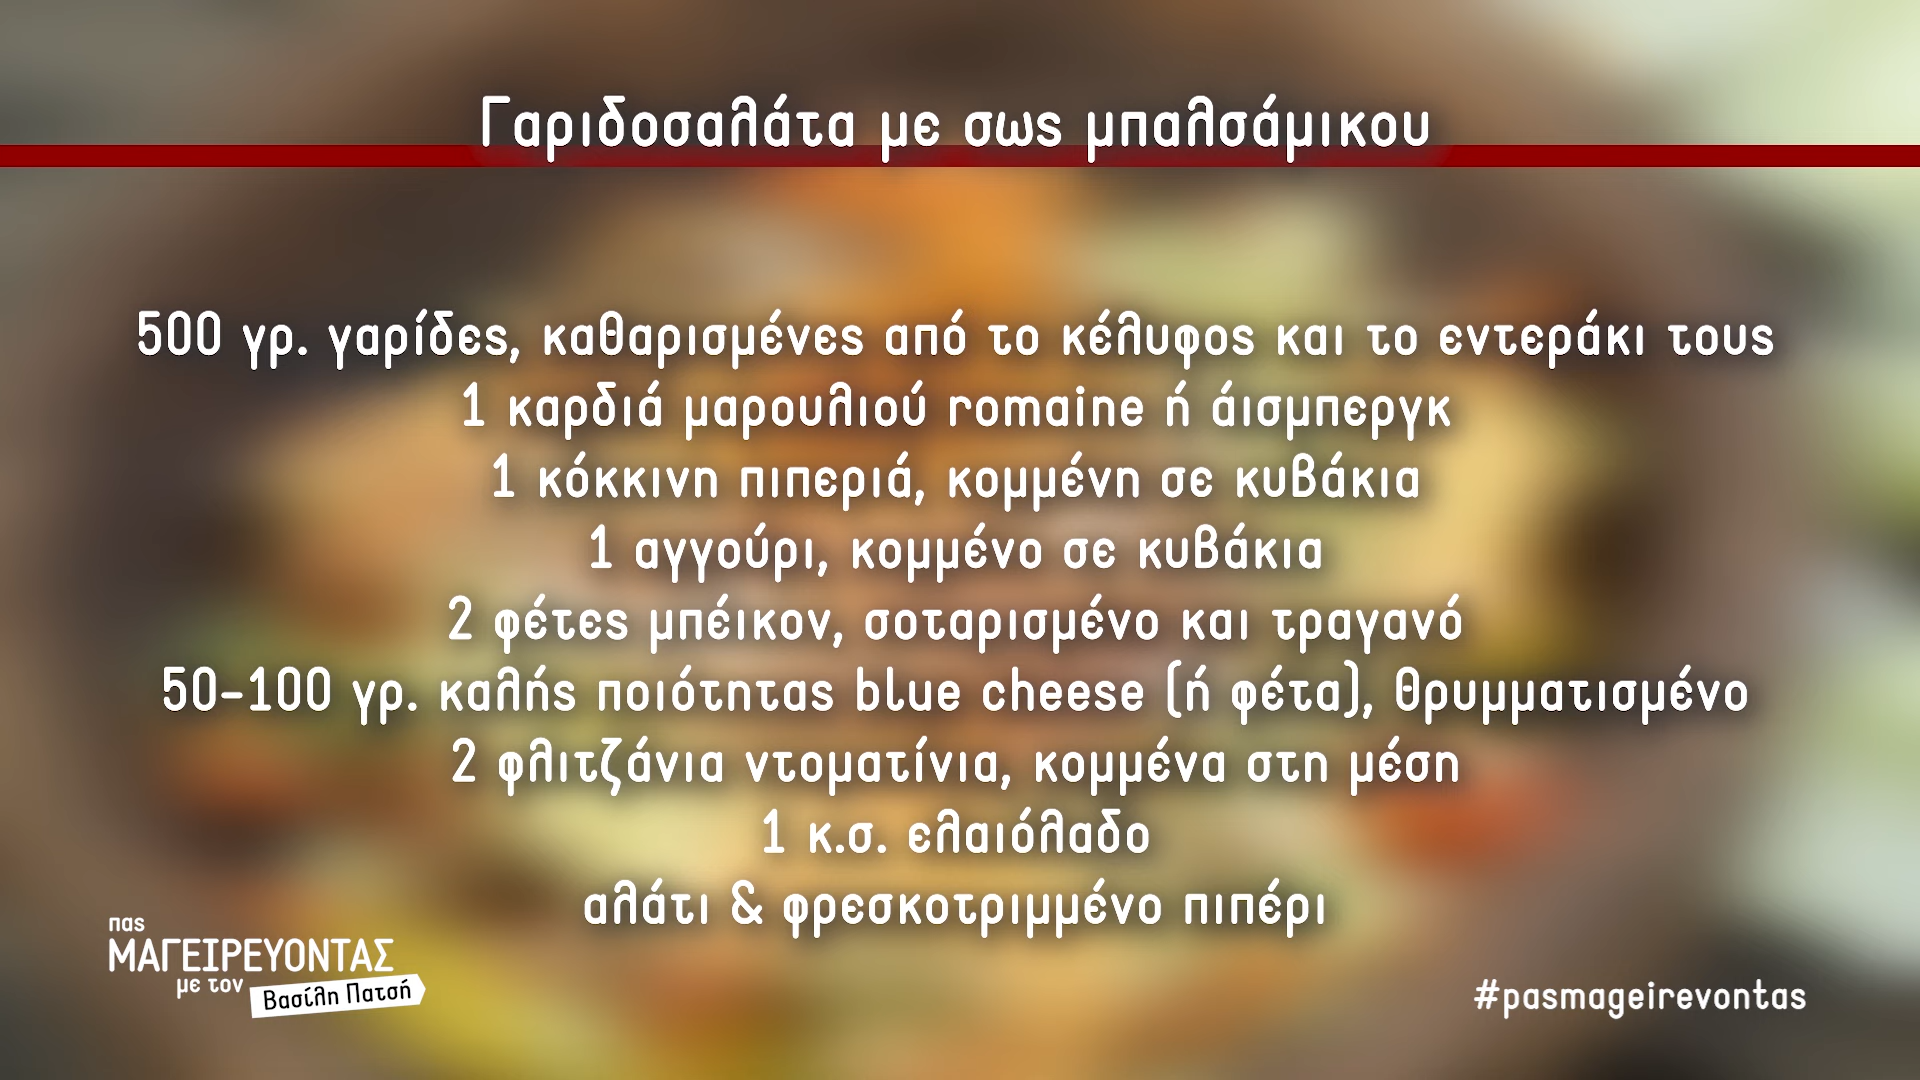 Γαριδοσαλάτα με σως μπαλσάμικου
500 γρ. γαρίδες, καθαρισμένες από το κέλυφος και το εντεράκι τους
1 καρδιά μαρουλιού romaine ή άισμπεργκ
1 κόκκινη πιπεριά, κομμένη σε κυβάκια
1 αγγούρι, κομμένο σε κυβάκια
2 φέτες μπέικον, σοταρισμένο και τραγανό
50-100 γρ. καλής ποιότητας blue cheese (ή φέτα), θρυμματισμένο
2 φλιτζάνια ντοματίνια, κομμένα στη μέση
1 κ.σ. ελαιόλαδο
αλάτι & φρεσκοτριμμένο πιπέρι
πας
ΜΑΓΕΙΡΕΥΟΝΤΑΣ
με τον Βασίλη Πατσή
#pasmageirevontas